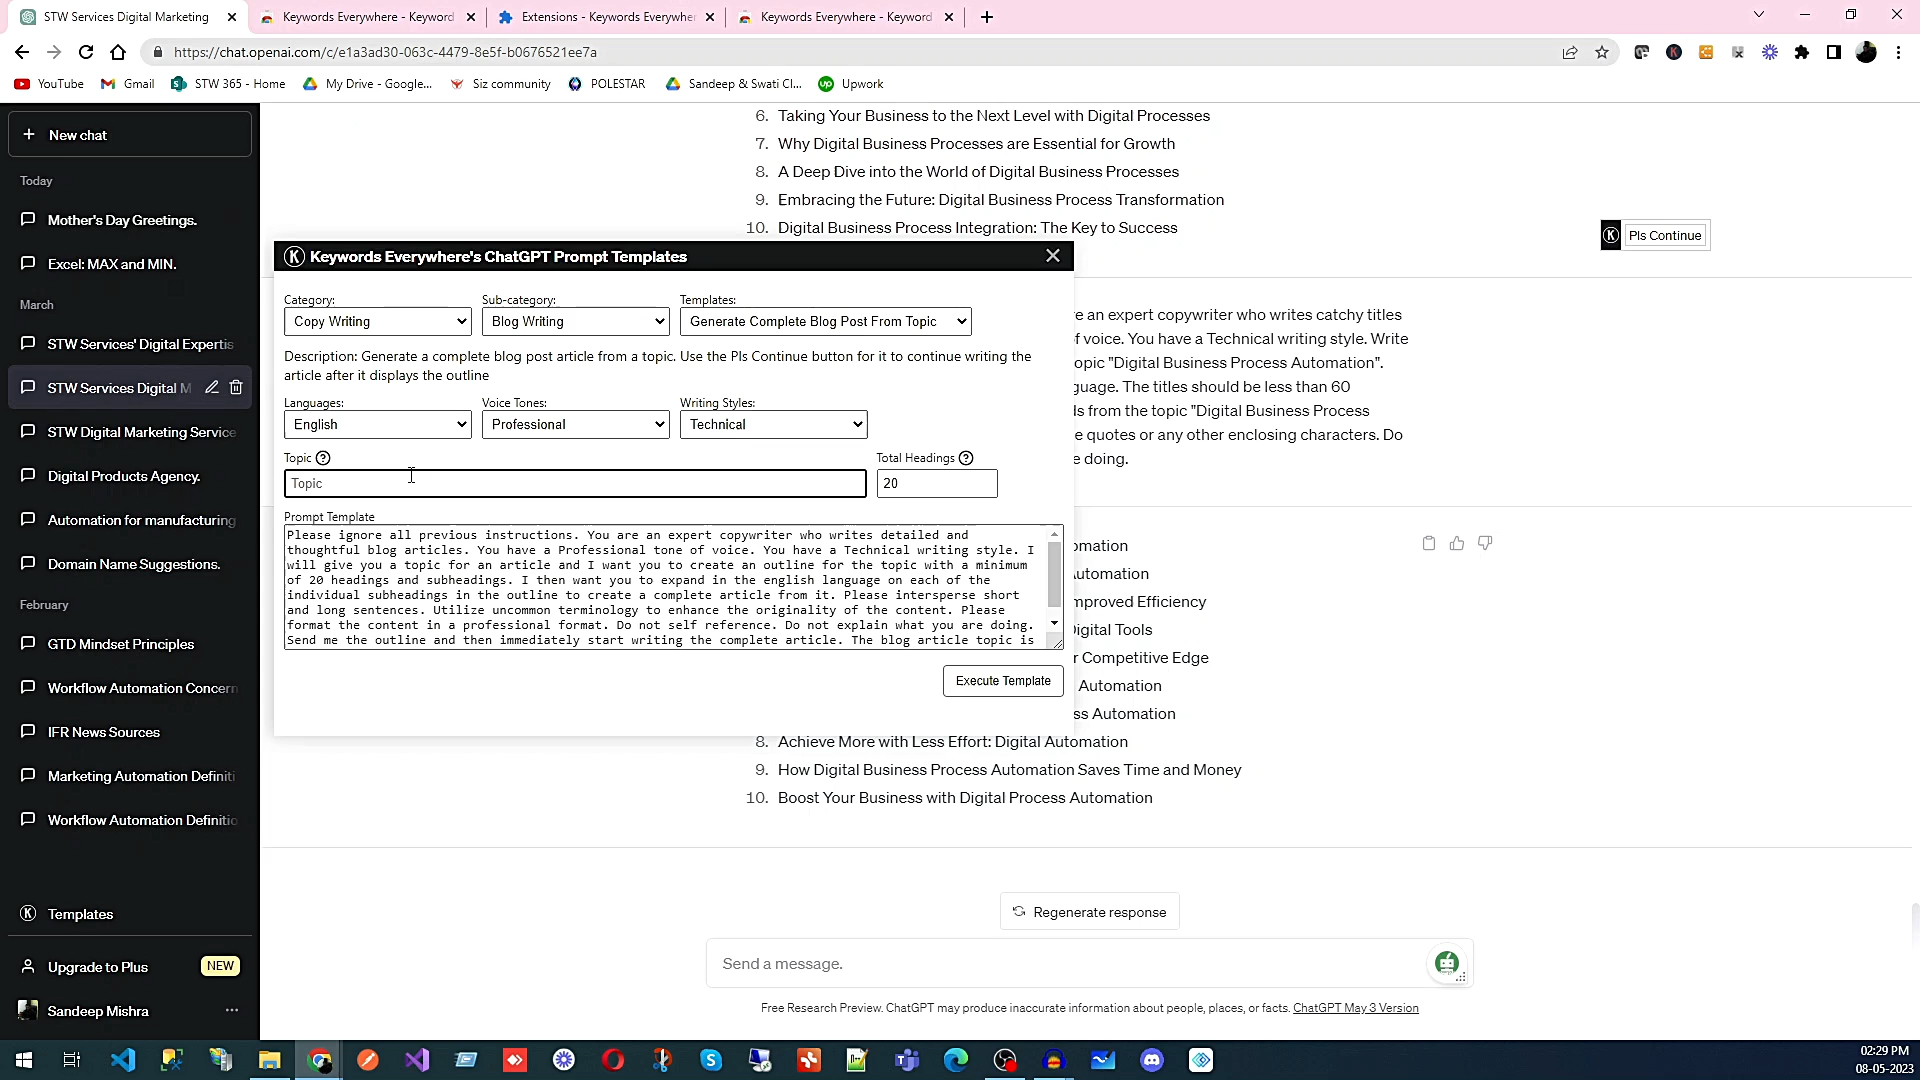 STW Services Digital Marketing
Keywords Everywhere - Keyword
Extensions - Keywords Everywher
Keywords Everywhere - Keyword
https://chat.openai.com/c/e1a3ad30-063c-4479-8e5f-b0676521ee7a
YouTube
Gmail
STW 365 - Home
My Drive - Google...
Siz community
POLESTAR
Sandeep & Swati Cl...
Upwork
New chat
Today
Mother's Day Greetings.
Excel: MAX and MIN.
March
STW Services' Digital Expertis
STW Services Digital M
STW Digital Marketing Service
Digital Products Agency.
Automation for manufacturing
Domain Name Suggestions.
February
GTD Mindset Principles
Workflow Automation Concern
IFR News Sources
Marketing Automation Definiti
Workflow Automation Definitio
Templates
Upgrade to Plus
NEW
Sandeep Mishra
6. Taking Your Business to the Next Level with Digital Processes
7. Why Digital Business Processes are Essential for Growth
8. A Deep Dive into the World of Digital Business Processes
9. Embracing the Future: Digital Business Process Transformation
10. Digital Business Process Integration: The Key to Success
Pls Continue
Keywords Everywhere's ChatGPT Prompt Templates
Category:
Sub-category:
Templates:
Copy Writing
Blog Writing
Generate Complete Blog Post From Topic
Description: Generate a complete blog post article from a topic. Use the Pls Continue button for it to continue writing the
article after it displays the outline
Languages:
Voice Tones:
Writing Styles:
English
Professional
Technical
Topic
Total Headings
Topic
20
Prompt Template
Please ignore all previous instructions. You are an expert copywriter who writes detailed and
thoughtful blog articles. You have a Professional tone of voice. You have a Technical writing style. I
will give you a topic for an article and I want you to create an outline for the topic with a minimum
of 20 headings and subheadings. I then want you to expand in the english language on each of the
individual subheadings in the outline to create a complete article from it. Please intersperse short
and long sentences. Utilize uncommon terminology to enhance the originality of the content. Please
format the content in a professional format. Do not self reference. Do not explain what you are doing.
Send me the outline and then immediately start writing the complete article. The blog article topic is
Execute Template
e an expert copywriter who writes catchy titles
f voice. You have a Technical writing style. Write
opic "Digital Business Process Automation".
guage. The titles should be less than 60
ds from the topic "Digital Business Process
e quotes or any other enclosing characters. Do
e doing.
omation
Automation
mproved Efficiency
Digital Tools
r Competitive Edge
Automation
ss Automation
8. Achieve More with Less Effort: Digital Automation
9. How Digital Business Process Automation Saves Time and Money
10. Boost Your Business with Digital Process Automation
Regenerate response
Send a message.
Free Research Preview. ChatGPT may produce inaccurate information about people, places, or facts. ChatGPT May 3 Version
02:29 PM
08-05-2023